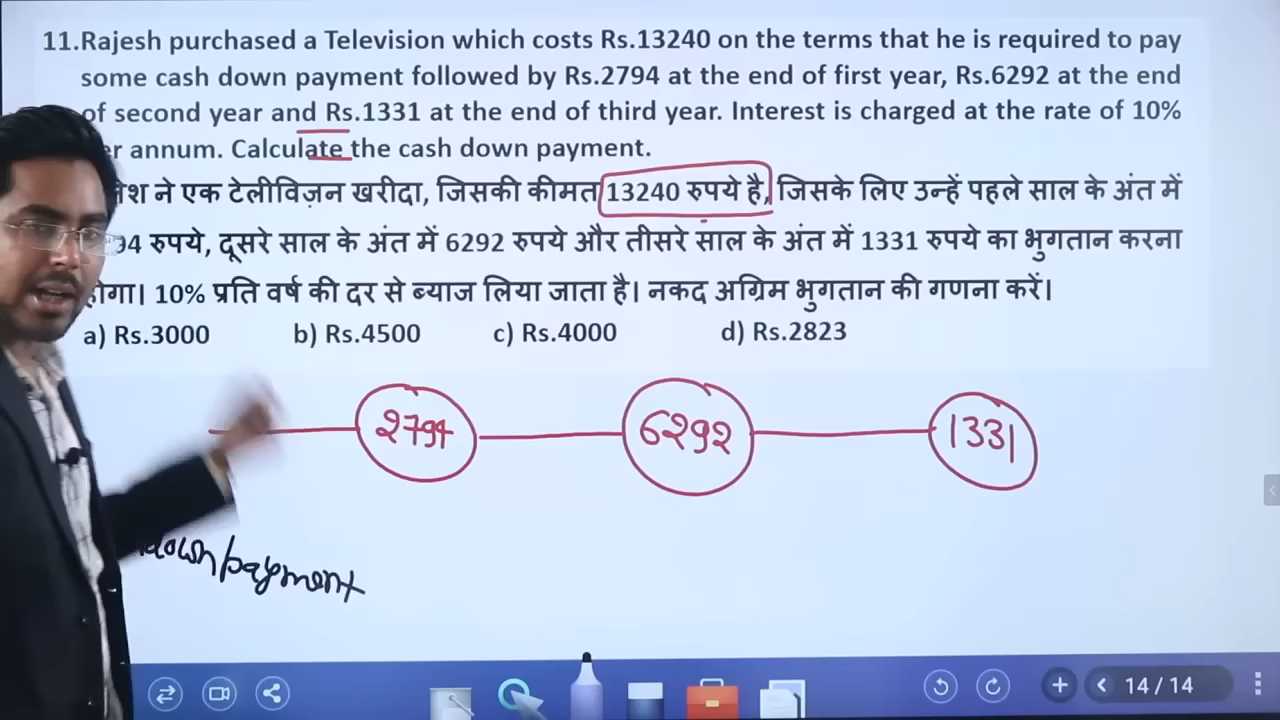 11.Rajesh purchased a Television which costs Rs.13240 on the terms that he is required to pay
some cash down payment followed by Rs.2794 at the end of first year, Rs.6292 at the end
of second year and Rs.1331 at the end of third year. Interest is charged at the rate of 10%
annum. Calculate the cash down payment.
ने एक टेलीविज़न खरीदा, जिसकी कीमत 13240 रुपये है, जिसके लिए उन्हें पहले साल के अंत में
रुपये, दूसरे साल के अंत में 6292 रुपये और तीसरे साल के अंत में 1331 रुपये का भुगतान करना
होगा। 10% प्रति वर्ष की दर से ब्याज लिया जाता है। नकद अग्रिम भुगतान की गणना करें।
a) Rs.3000 b) Rs.4500 c) Rs.4000 d) Rs.2823
2794 6292 1331
down payment
14 / 14